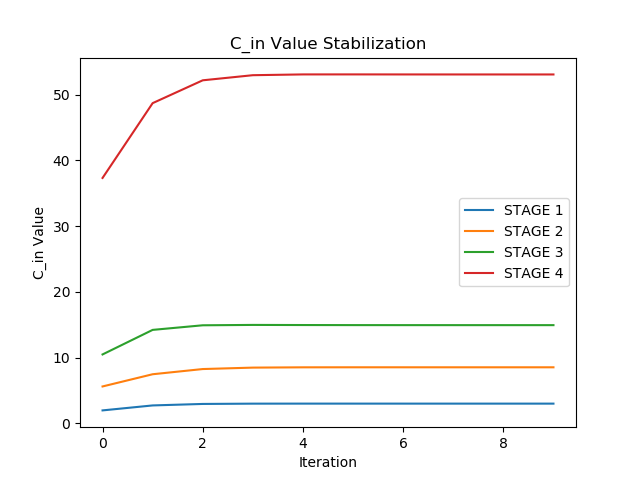 C_in Value Stabilization
C_in Value
50
40
30
20
10
0
STAGE 1
STAGE 2
STAGE 3
STAGE 4
0 2 4 6 8
Iteration